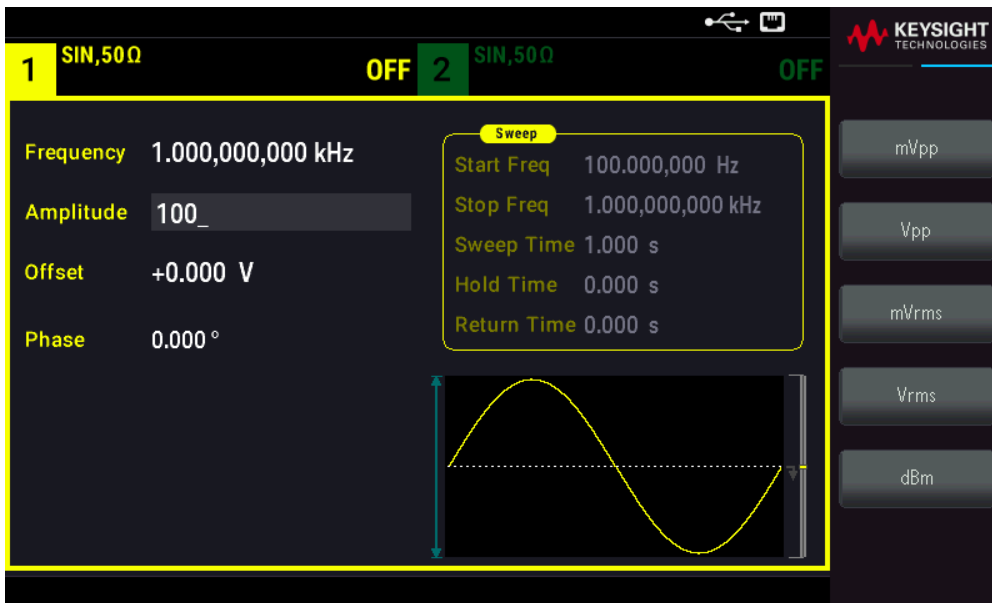 KEYSIGHT
TECHNOLOGIES
1 SIN,50Ω OFF
2 SIN,50Ω OFF
Frequency 1.000,000,000 kHz
Amplitude 100_
Offset +0.000 V
Phase 0.000 °
Sweep
Start Freq 100.000,000 Hz
Stop Freq 1.000,000,000 kHz
Sweep Time 1.000 s
Hold Time 0.000 s
Return Time 0.000 s
mVpp
Vpp
mVrms
Vrms
dBm